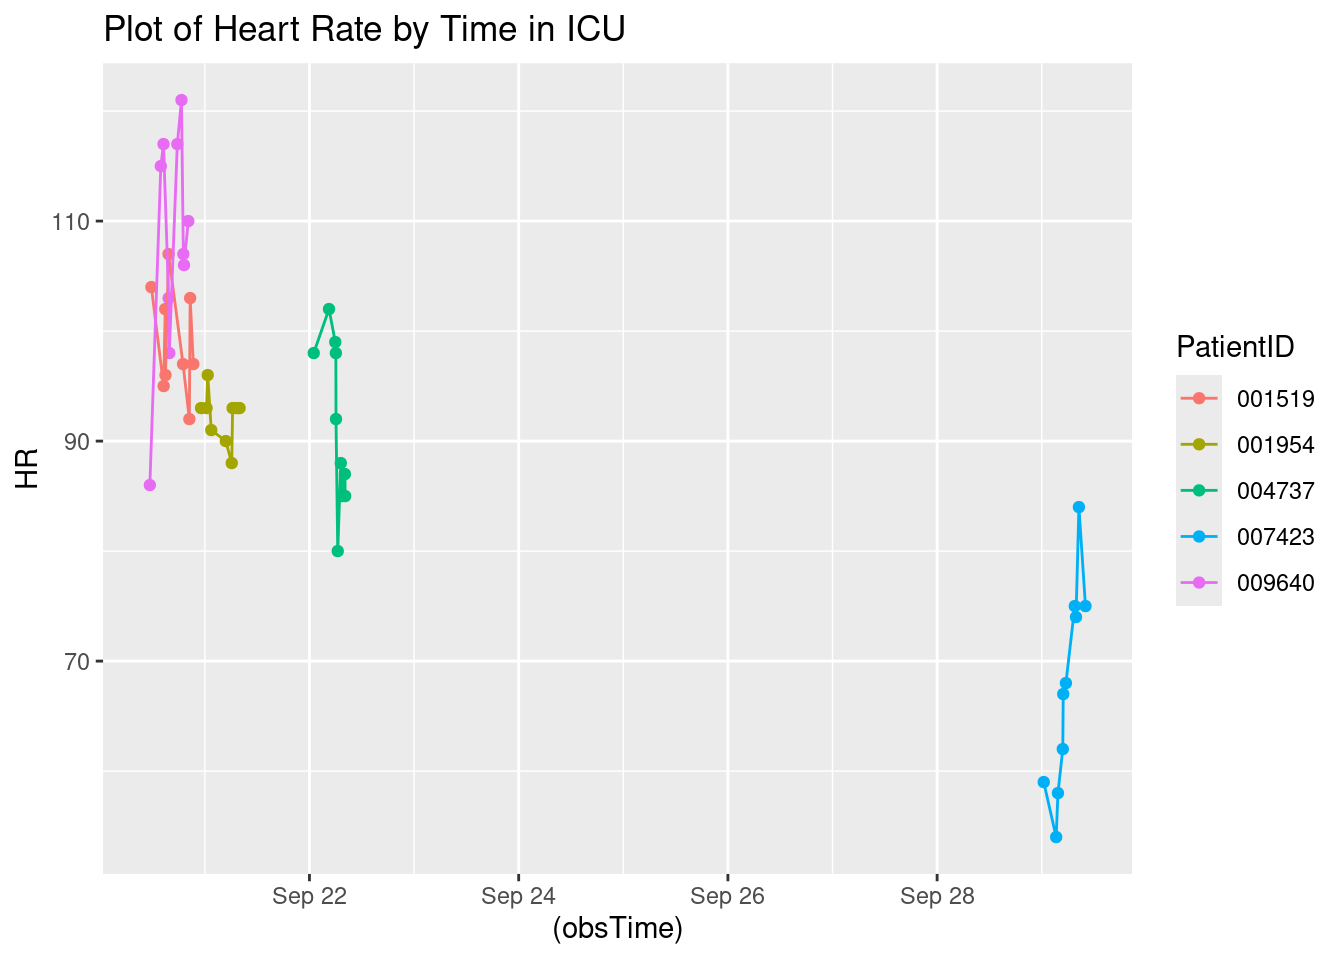 Plot of Heart Rate by Time in ICU
110
90
70
HR
Sep 22
Sep 24
Sep 26
Sep 28
(obsTime)
PatientID
001519
001954
004737
007423
009640